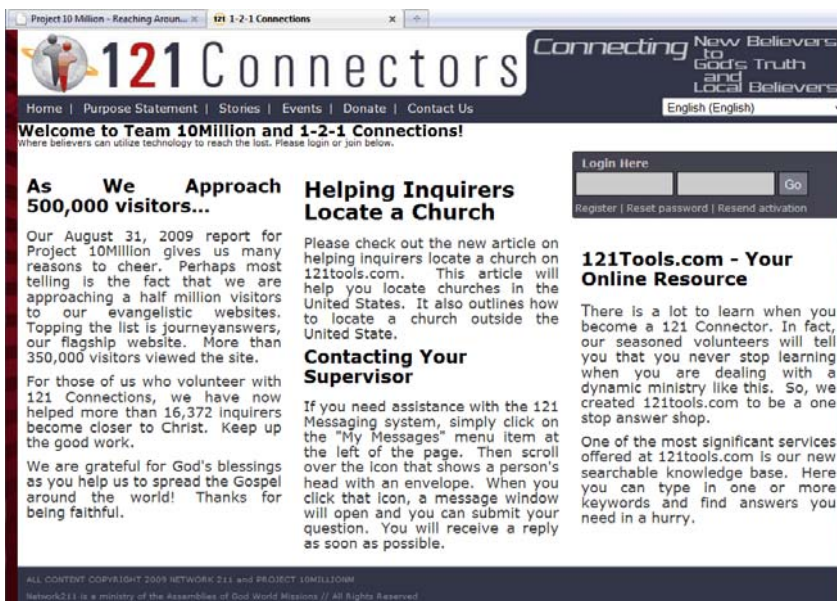 Project 10 Million - Reaching Aroun...
121 1-2-1 Connections
121 Connectors
Connecting New Believers
to
God's Truth
and
Local Believers
Home | Purpose Statement | Stories | Events | Donate | Contact Us
English (English)
Welcome to Team 10Million and 1-2-1 Connections!
Where believers can utilize technology to reach the lost. Please login or join below.
As We Approach
500,000 visitors...
Our August 31, 2009 report for
Project 10Million gives us many
reasons to cheer. Perhaps most
telling is the fact that we are
approaching a half million visitors
to our evangelistic websites.
Topping the list is journeyanswers,
our flagship website. More than
350,000 visitors viewed the site.
For those of us who volunteer with
121 Connections, we have now
helped more than 16,372 inquirers
become closer to Christ. Keep up
the good work.
We are grateful for God's blessings
as you help us to spread the Gospel
around the world! Thanks for
being faithful.
Helping Inquirers
Locate a Church
Please check out the new article on
helping inquirers locate a church on
121tools.com. This article will
help you locate churches in the
United States. It also outlines how
to locate a church outside the
United State.
Contacting Your
Supervisor
If you need assistance with the 121
Messaging system, simply click on
the "My Messages" menu item at
the left of the page. Then scroll
over the icon that shows a person's
head with an envelope. When you
click that icon, a message window
will open and you can submit your
question. You will receive a reply
as soon as possible.
Login Here
Go
Register | Reset password | Resend activation
121Tools.com - Your
Online Resource
There is a lot to learn when you
become a 121 Connector. In fact,
our seasoned volunteers will tell
you that you never stop learning
when you are dealing with a
dynamic ministry like this. So, we
created 121tools.com to be a one
stop answer shop.
One of the most significant services
offered at 121tools.com is our new
searchable knowledge base. Here
you can type in one or more
keywords and find answers you
need in a hurry.
ALL CONTENT COPYRIGHT 2009 NETWORK 211 and PROJECT 10MILLIONM
Network211 is a ministry of the Assemblies of God World Missions // All Rights Reserved